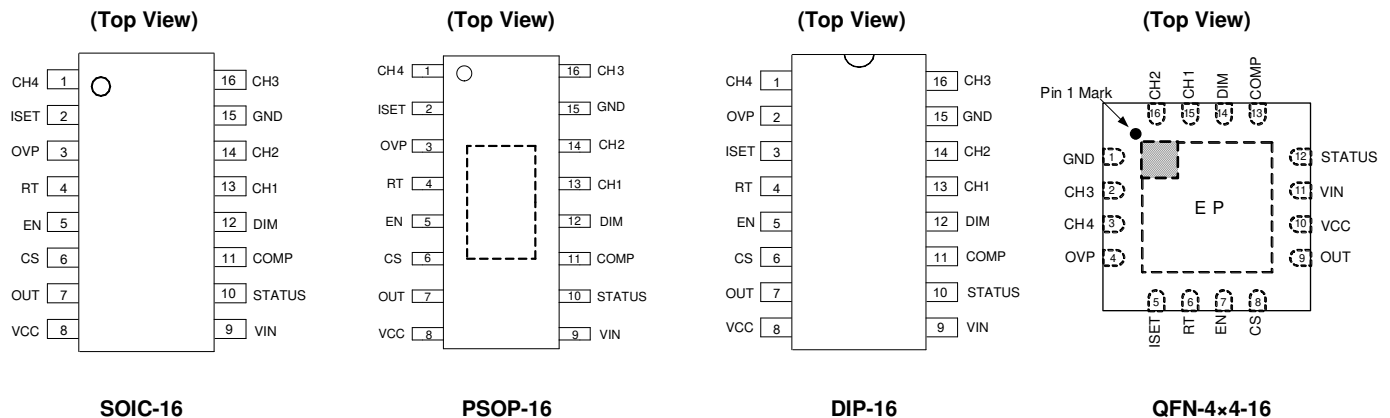 (Top View)
CH4 1 16 CH3
ISET 2 15 GND
OVP 3 14 CH2
RT 4 13 CH1
EN 5 12 DIM
CS 6 11 COMP
OUT 7 10 STATUS
VCC 8 9 VIN
SOIC-16
(Top View)
CH4 1 16 CH3
ISET 2 15 GND
OVP 3 14 CH2
RT 4 13 CH1
EN 5 12 DIM
CS 6 11 COMP
OUT 7 10 STATUS
VCC 8 9 VIN
PSOP-16
(Top View)
CH4 1 16 CH3
OVP 2 15 GND
ISET 3 14 CH2
RT 4 13 CH1
EN 5 12 DIM
CS 6 11 COMP
OUT 7 10 STATUS
VCC 8 9 VIN
DIP-16
(Top View)
Pin 1 Mark
CH2 CH1 DIM COMP
16 15 14 13
GND 1 12 STATUS
CH3 2 11 VIN
CH4 3 10 VCC
OVP 4 9 OUT
EP
5 6 7 8
ISET RT EN CS
QFN-4×4-16